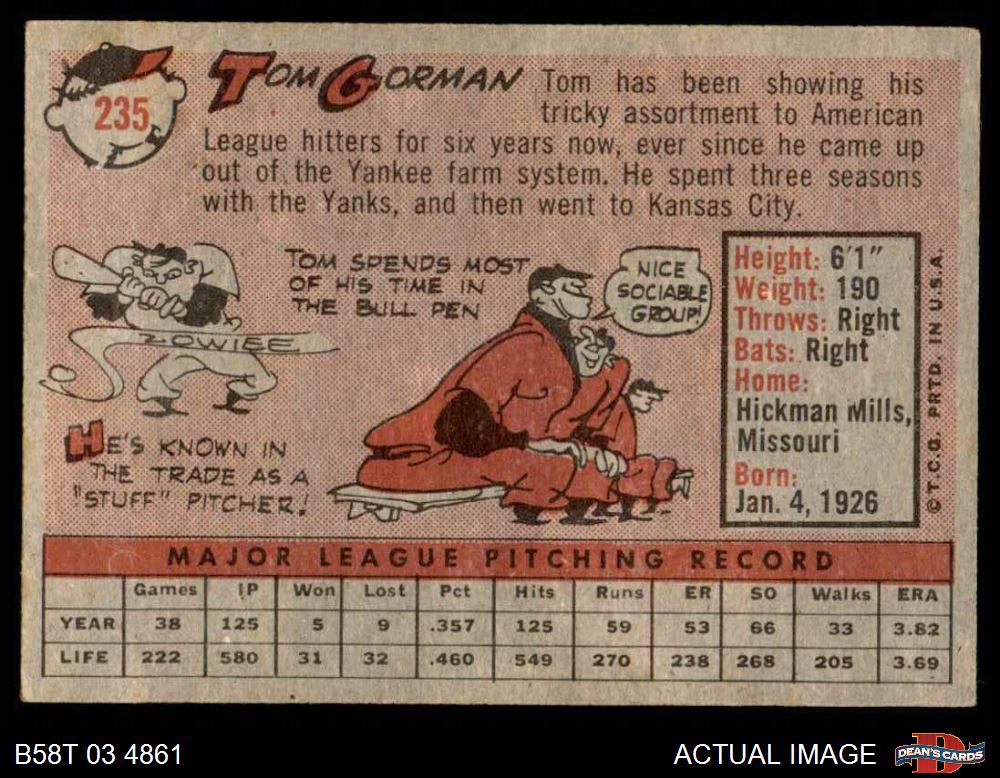 235
TOM GORMAN
Tom has been showing his
tricky assortment to American
League hitters for six years now, ever since he came up
out of the Yankee farm system. He spent three seasons
with the Yanks, and then went to Kansas City.
ZOWIEE
HE'S KNOWN IN
THE TRADE AS A
"STUFF" PITCHER!
TOM SPENDS MOST
OF HIS TIME IN
THE BULL PEN
NICE
SOCIABLE
GROUP!
Height: 6'1"
Weight: 190
Throws: Right
Bats: Right
Home:
Hickman Mills,
Missouri
Born:
Jan. 4, 1926
©T.C.G. PRTD. IN U.S.A.
MAJOR LEAGUE PITCHING RECORD
Games IP Won Lost Pct Hits Runs ER SO Walks ERA
YEAR 38 125 5 9 .357 125 59 53 66 33 3.82
LIFE 222 580 31 32 .460 549 270 238 268 205 3.69
B58T 03 4861
ACTUAL IMAGE
DEAN'S CARDS